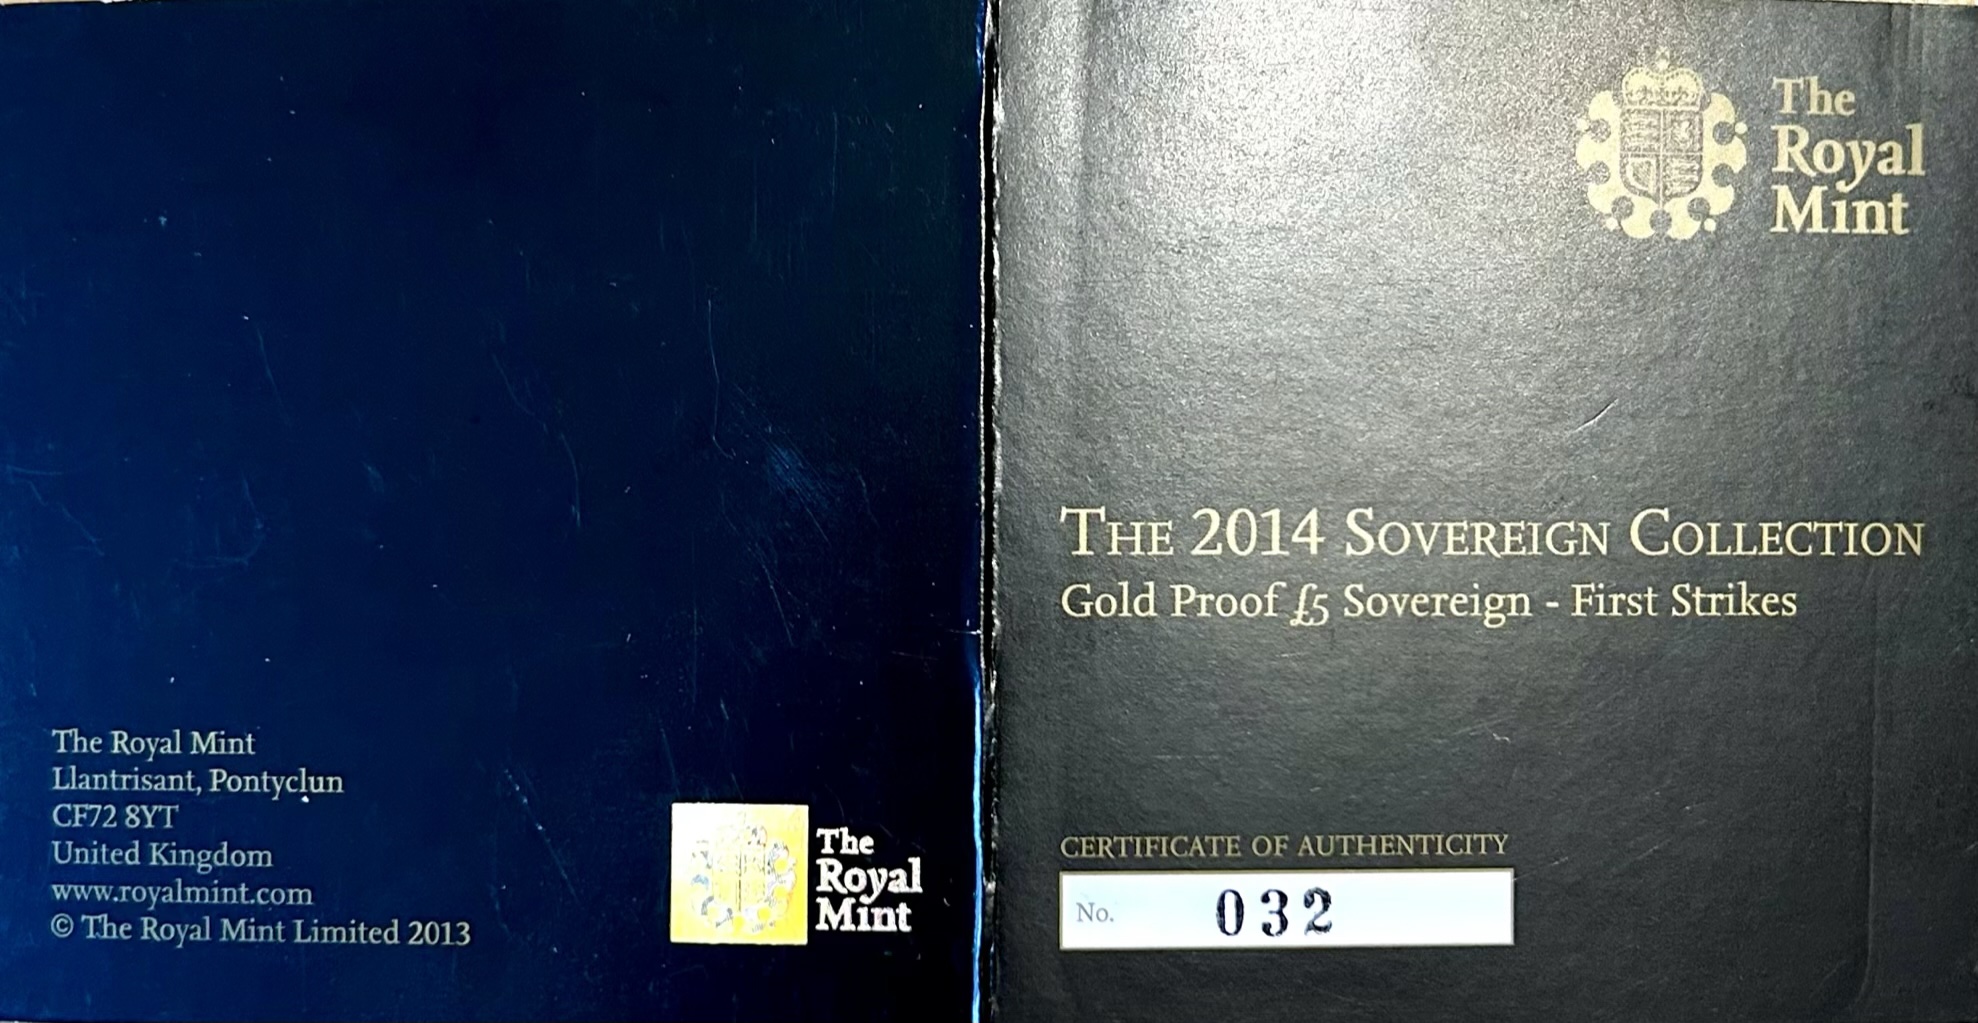 The Royal Mint
Llantrisant, Pontyclun
CF72 8YT
United Kingdom
www.royalmint.com
© The Royal Mint Limited 2013
The
Royal
Mint
The
Royal
Mint
THE 2014 SOVEREIGN COLLECTION
Gold Proof £5 Sovereign - First Strikes
CERTIFICATE OF AUTHENTICITY
No. 032